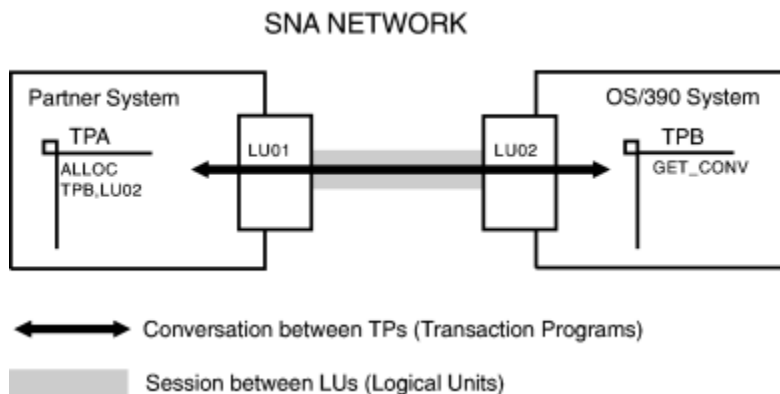 SNA NETWORK
Partner System
OS/390 System
TPA
LU01
LU02
TPB
ALLOC
TPB,LU02
GET_CONV
Conversation between TPs (Transaction Programs)
Session between LUs (Logical Units)